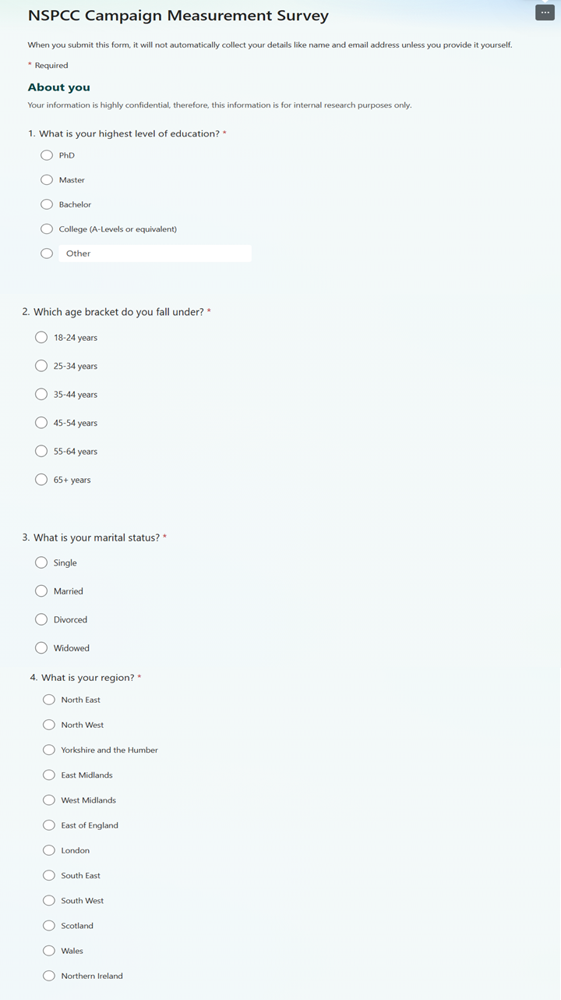 NSPCC Campaign Measurement Survey
...
When you submit this form, it will not automatically collect your details like name and email address unless you provide it yourself.
* Required
About you
Your information is highly confidential, therefore, this information is for internal research purposes only.
1. What is your highest level of education? *
PhD
Master
Bachelor
College (A-Levels or equivalent)
Other
2. Which age bracket do you fall under? *
18-24 years
25-34 years
35-44 years
45-54 years
55-64 years
65+ years
3. What is your marital status? *
Single
Married
Divorced
Widowed
4. What is your region? *
North East
North West
Yorkshire and the Humber
East Midlands
West Midlands
East of England
London
South East
South West
Scotland
Wales
Northern Ireland